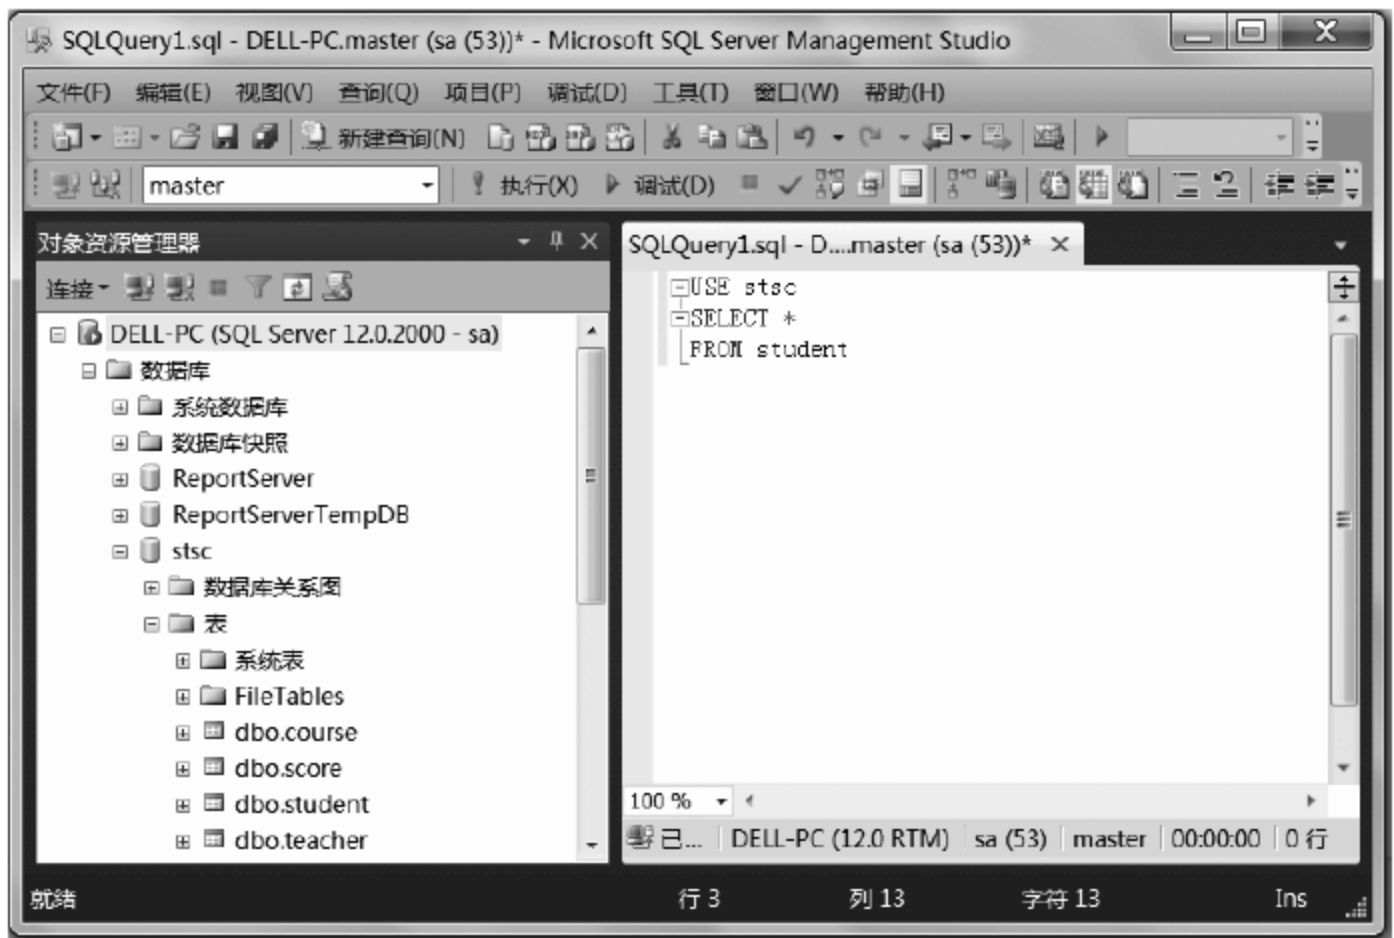 SQLQuery1.sql - DELL-PC.master (sa (53))* - Microsoft SQL Server Management Studio
文件(F) 编辑(E) 视图(V) 查询(Q) 项目(P) 调试(D) 工具(T) 窗口(W) 帮助(H)
新建查询(N)
master 执行(X) 调试(D)
对象资源管理器
连接
DELL-PC (SQL Server 12.0.2000 - sa)
数据库
系统数据库
数据库快照
ReportServer
ReportServerTempDB
stsc
数据库关系图
表
系统表
FileTables
dbo.course
dbo.score
dbo.student
dbo.teacher
SQLQuery1.sql - D....master (sa (53))*
USE stsc
SELECT *
FROM student
100 %
已... DELL-PC (12.0 RTM) sa (53) master 00:00:00 0 行
就绪 行 3 列 13 字符 13 Ins